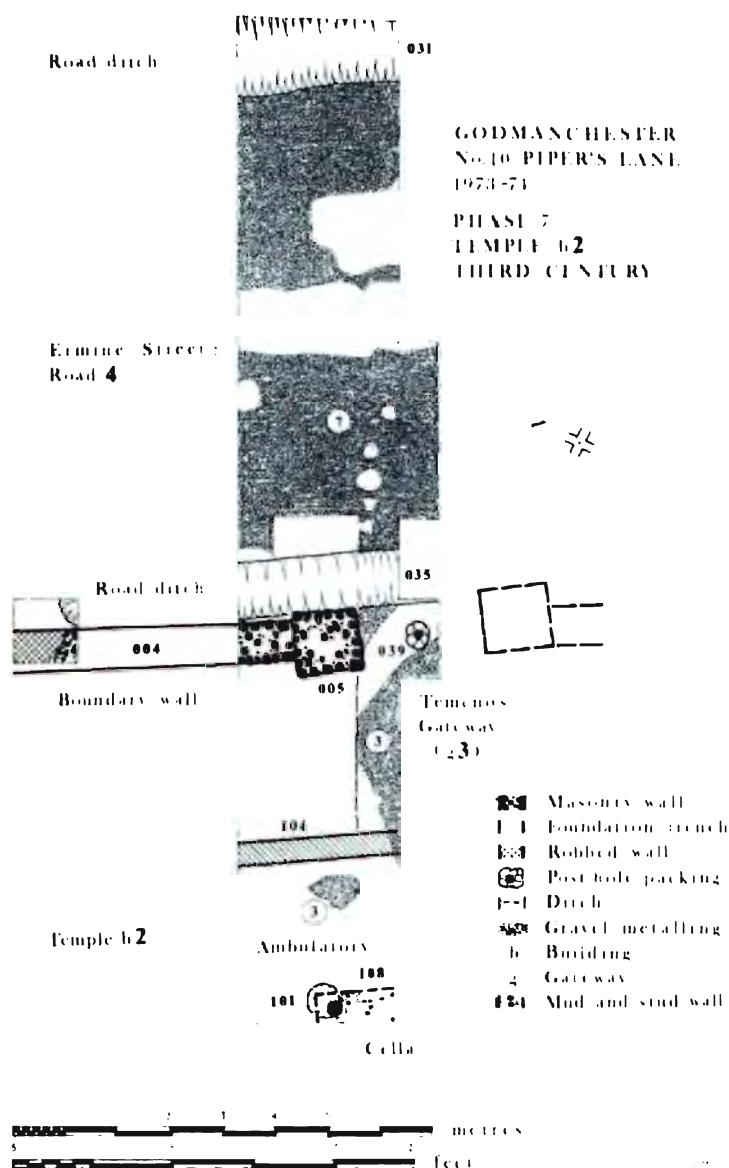 Road ditch
031
GODMANCHESTER
No.10 PIPER'S LANE
1973-74
PHASE 7
TEMPLE b2
THIRD CENTURY
Ermine Street:
Road 4
7
Road ditch
035
004
039
005
Boundary wall
Temenos
Gateway
(g3)
3
104
3
Temple b2
Ambulatory
108
101
Cella
Masonry wall
Foundation trench
Robbed wall
Post hole packing
Ditch
Gravel metalling
b Building
g Gateway
Mud and stud wall
metres
feet